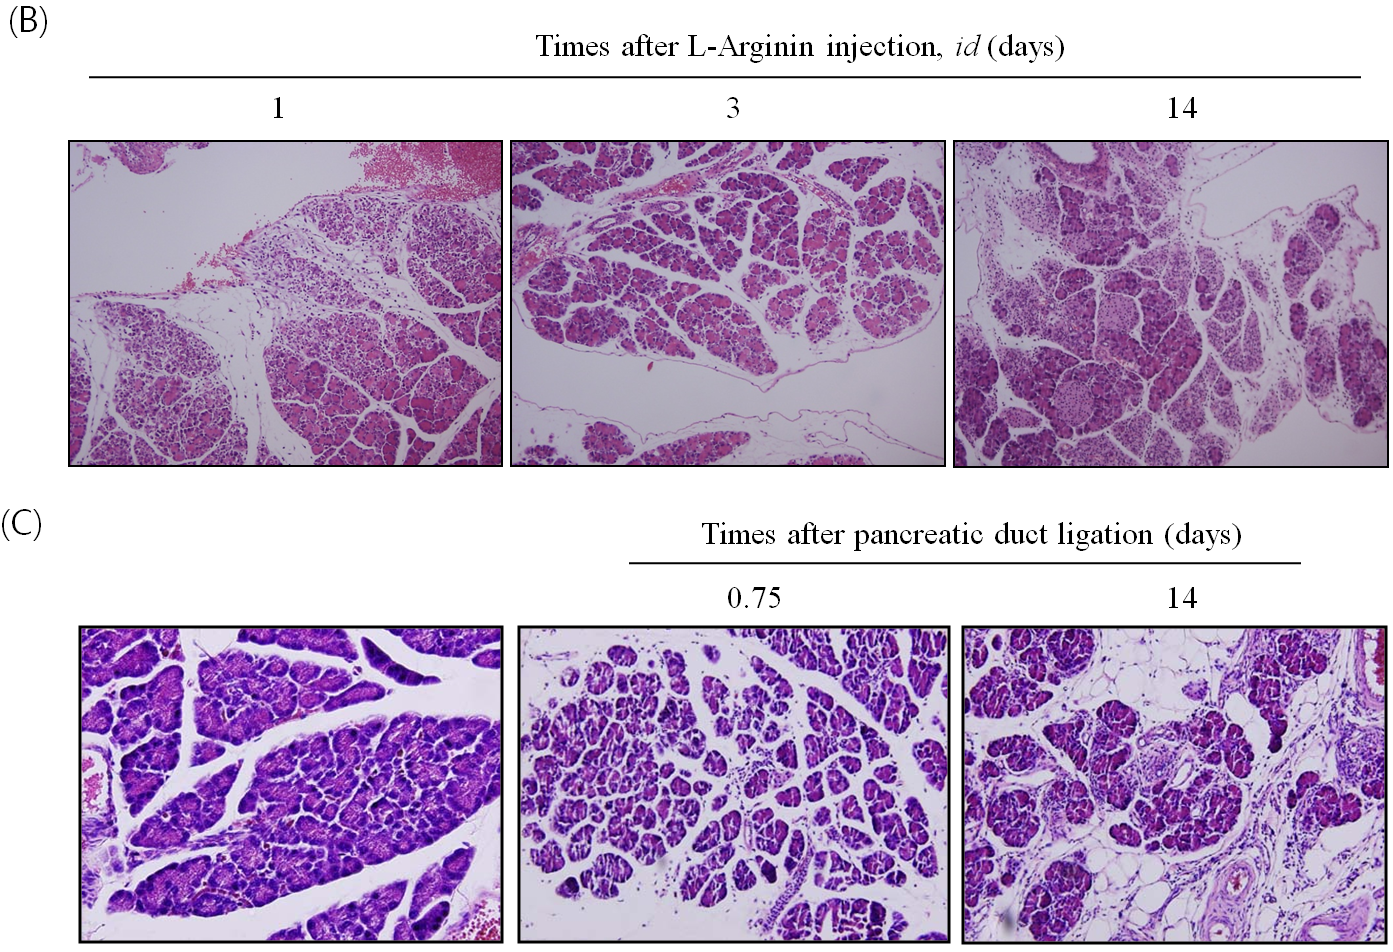 (B)
Times after L-Arginin injection, id (days)
1 3 14
(C)
Times after pancreatic duct ligation (days)
0.75 14